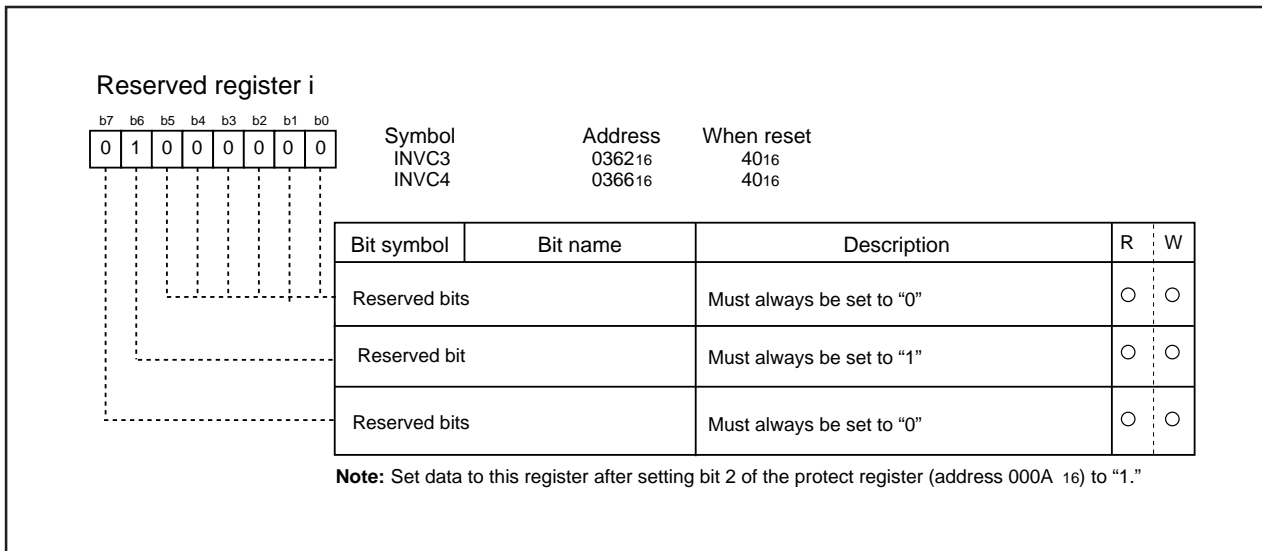 Reserved register i
b7 b6 b5 b4 b3 b2 b1 b0
0 1 0 0 0 0 0 0
Symbol Address When reset
INVC3 036216 4016
INVC4 036616 4016
Bit symbol Bit name Description R W
Reserved bits Must always be set to “0” ○ ○
Reserved bit Must always be set to “1” ○ ○
Reserved bits Must always be set to “0” ○ ○
Note: Set data to this register after setting bit 2 of the protect register (address 000A 16) to “1.”